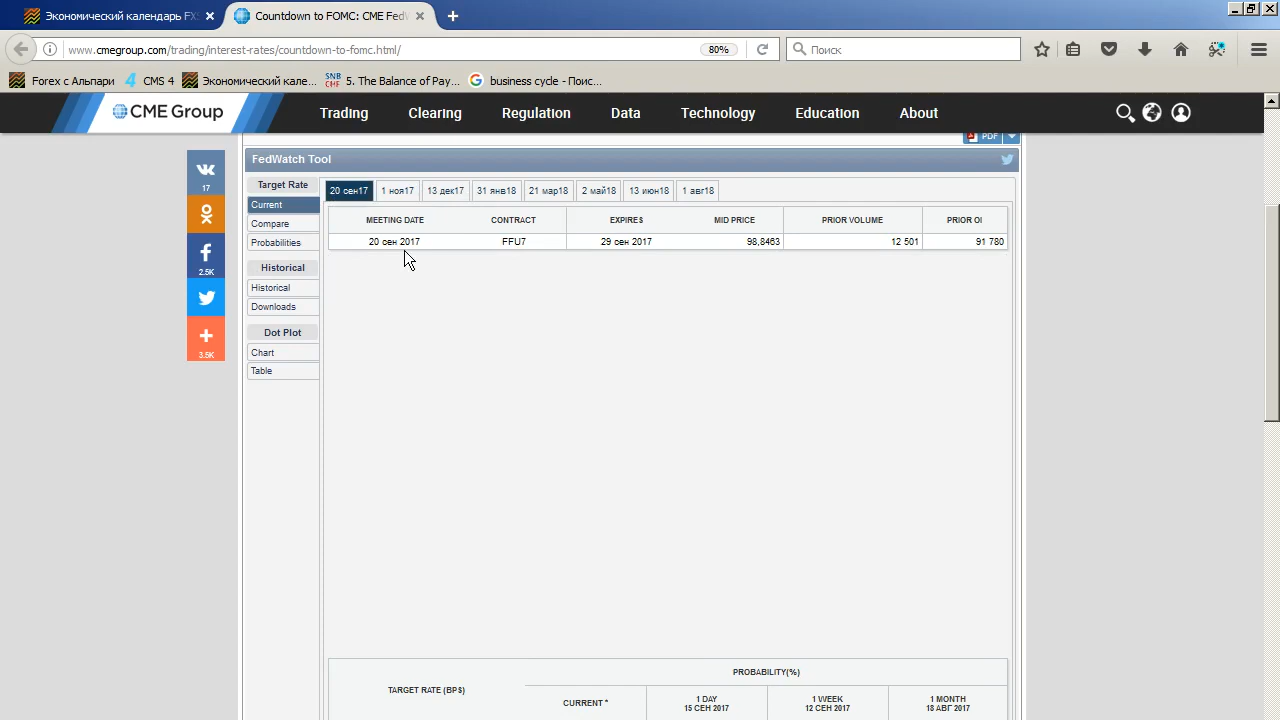 Экономический календарь FX
Countdown to FOMC: CME FedW
www.cmegroup.com/trading/interest-rates/countdown-to-fomc.html/
80%
Поиск
Forex с Альпари
CMS 4
Экономический кале...
SNB CMF
5. The Balance of Pay...
business cycle - Поис...
CME Group
Trading
Clearing
Regulation
Data
Technology
Education
About
PDF
FedWatch Tool
17
2.5K
3.5K
Target Rate
Current
Compare
Probabilities
Historical
Historical
Downloads
Dot Plot
Chart
Table
20 сен17 1 ноя17 13 дек17 31 янв18 21 мар18 2 май18 13 июн18 1 авг18
MEETING DATE CONTRACT EXPIRES MID PRICE PRIOR VOLUME PRIOR OI
20 сен 2017 FFU7 29 сен 2017 98,8463 12 501 91 780
PROBABILITY(%)
TARGET RATE (BPS)
CURRENT *
1 DAY
15 СЕН 2017
1 WEEK
12 СЕН 2017
1 MONTH
18 АВГ 2017